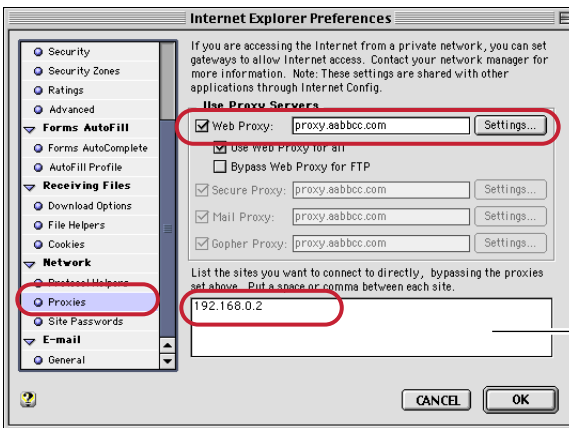 Internet Explorer Preferences
Security
Security Zones
Ratings
Advanced
Forms AutoFill
Forms AutoComplete
AutoFill Profile
Receiving Files
Download Options
File Helpers
Cookies
Network
Protocol Helpers
Proxies
Site Passwords
E-mail
General
If you are accessing the Internet from a private network, you can set
gateways to allow Internet access. Contact your network manager for
more information. Note: These settings are shared with other
applications through Internet Config.
Use Proxy Servers
Web Proxy: proxy.aabbcc.com Settings...
Use Web Proxy for all
Bypass Web Proxy for FTP
Secure Proxy: proxy.aabbcc.com Settings...
Mail Proxy: proxy.aabbcc.com Settings...
Gopher Proxy: proxy.aabbcc.com Settings...
List the sites you want to connect to directly, bypassing the proxies
set above. Put a space or comma between each site.
192.168.0.2
?
CANCEL OK